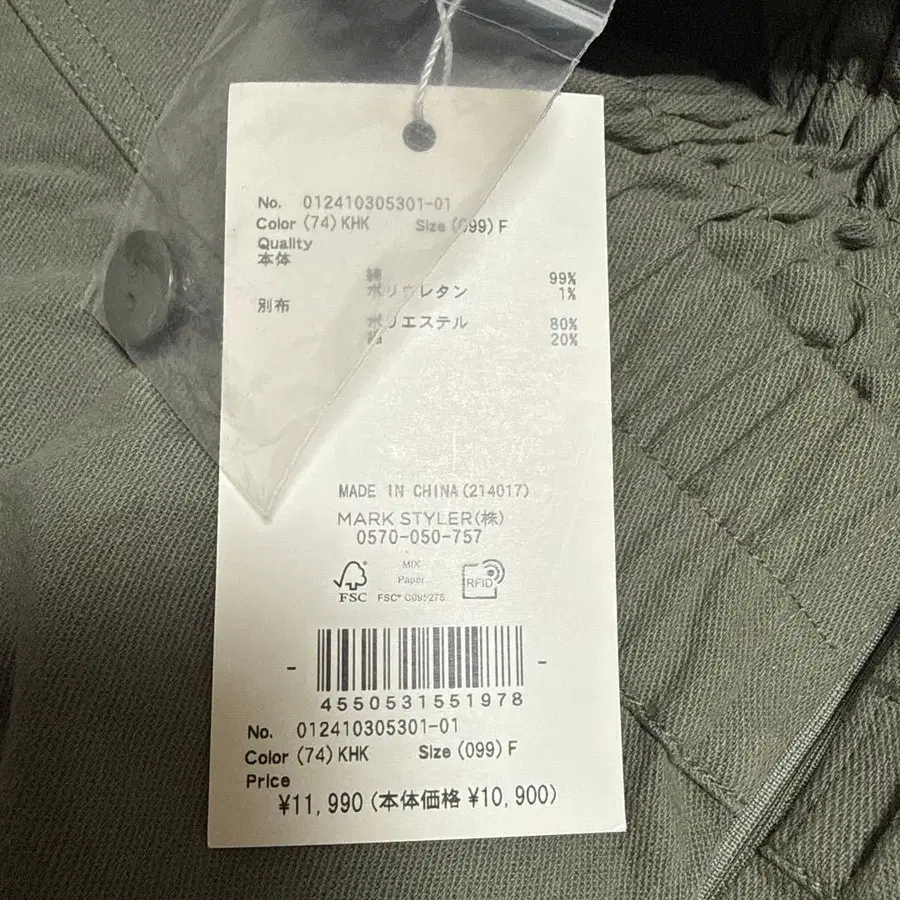 No. 012410305301-01
Color (74) KHK Size (099) F
Quality
本体
綿 99%
ポリウレタン 1%
別布
ポリエステル 80%
綿 20%
MADE IN CHINA (214017)
MARK STYLER(株)
0570-050-757
MIX
Paper
FSC FSC® C095275
RFID
4550531551978
No. 012410305301-01
Color (74) KHK Size (099) F
Price
¥11,990 (本体価格 ¥10,900)